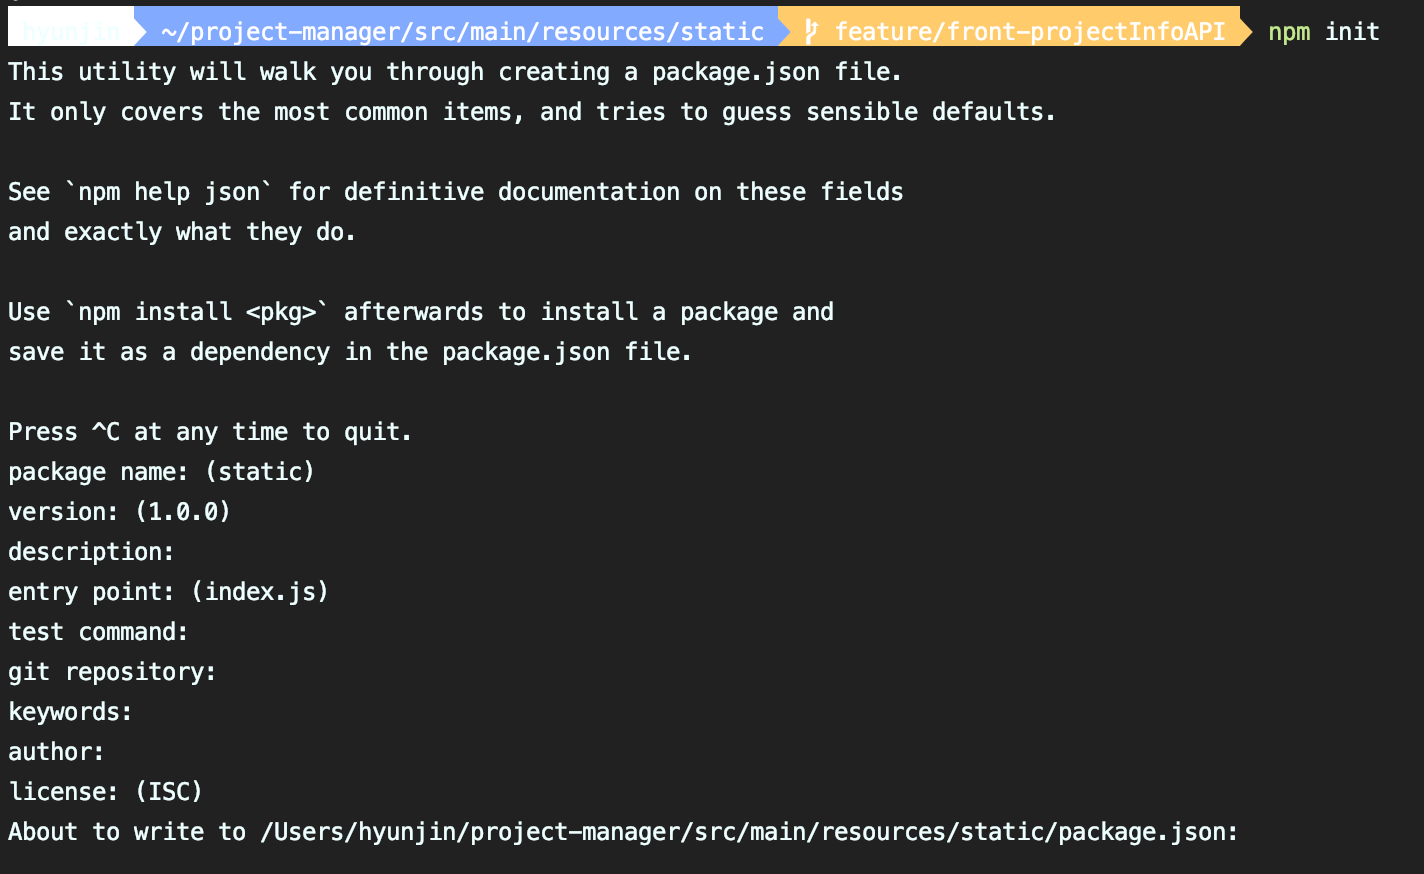 hyunjin ~/project-manager/src/main/resources/static feature/front-projectInfoAPI npm init
This utility will walk you through creating a package.json file.
It only covers the most common items, and tries to guess sensible defaults.
See `npm help json` for definitive documentation on these fields
and exactly what they do.
Use `npm install <pkg>` afterwards to install a package and
save it as a dependency in the package.json file.
Press ^C at any time to quit.
package name: (static)
version: (1.0.0)
description:
entry point: (index.js)
test command:
git repository:
keywords:
author:
license: (ISC)
About to write to /Users/hyunjin/project-manager/src/main/resources/static/package.json: